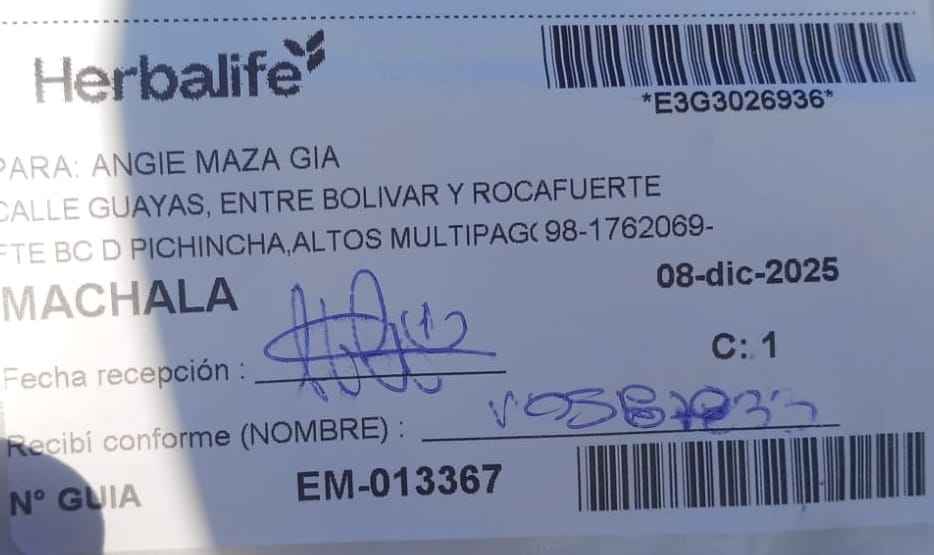 Herbalife
*E3G3026936*
PARA: ANGIE MAZA GIA
CALLE GUAYAS, ENTRE BOLIVAR Y ROCAFUERTE
FTE BC D PICHINCHA,ALTOS MULTIPAG 98-1762069-
MACHALA
08-dic-2025
C: 1
Fecha recepción :
Recibí conforme (NOMBRE) :
N° GUIA EM-013367